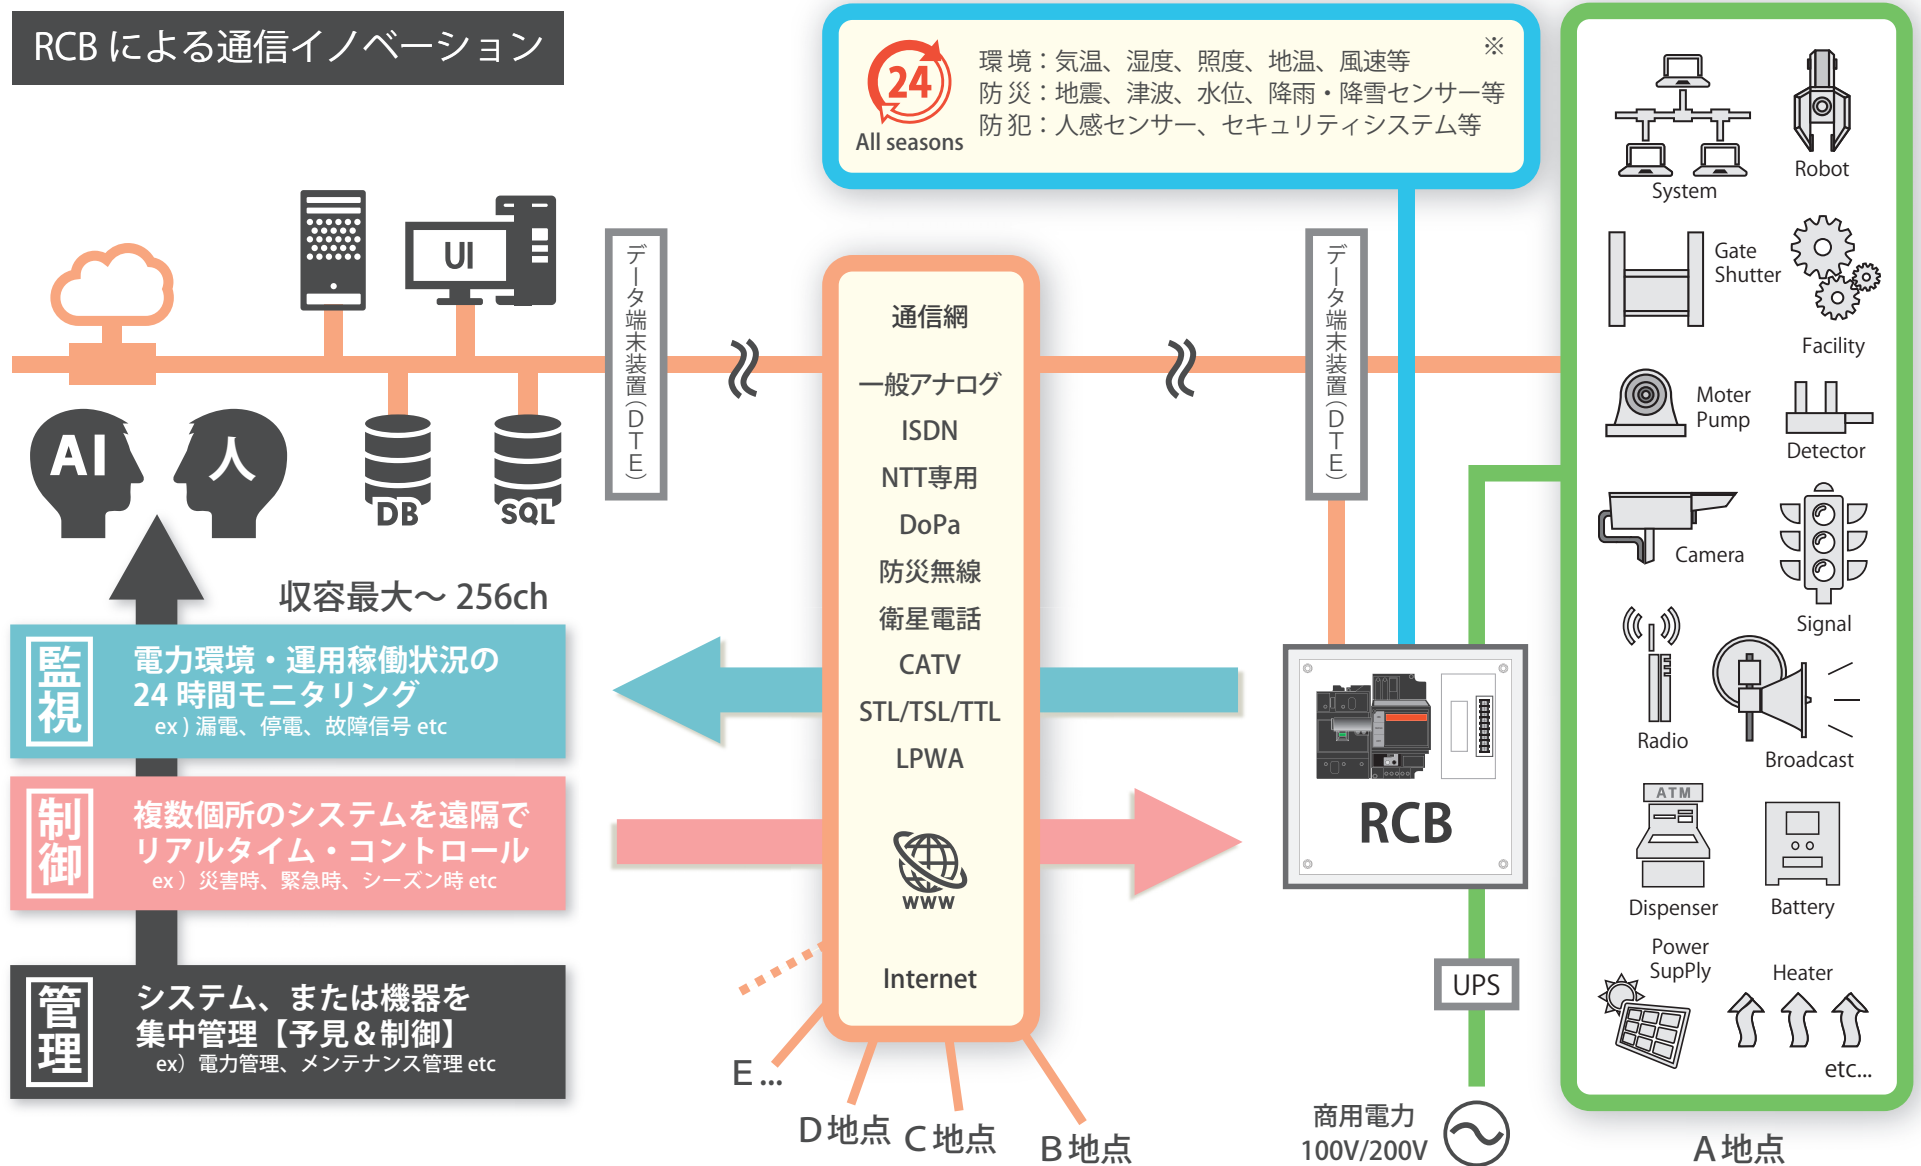 RCB による通信イノベーション
24
All seasons
環 境：気温、湿度、照度、地温、風速等
※
防 災：地震、津波、水位、降雨・降雪センサー等
防 犯：人感センサー、セキュリティシステム等
UI
データ端末装置(DTE)
AI
人
DB
SQL
収容最大～ 256ch
監視
電力環境・運用稼働状況の
24 時間モニタリング
ex ) 漏電、停電、故障信号 etc
制御
複数個所のシステムを遠隔で
リアルタイム・コントロール
ex ）災害時、緊急時、シーズン時 etc
管理
システム、または機器を
集中管理【予見＆制御】
ex）電力管理、メンテナンス管理 etc
通信網
一般アナログ
ISDN
NTT専用
DoPa
防災無線
衛星電話
CATV
STL/TSL/TTL
LPWA
WWW
Internet
E ...
D 地点
C 地点
B 地点
データ端末装置(DTE)
RCB
UPS
商用電力
100V/200V
System
Robot
Gate
Shutter
Facility
Moter
Pump
Detector
Camera
Signal
Radio
Broadcast
ATM
Dispenser
Battery
Power
SupPly
Heater
etc...
A 地点